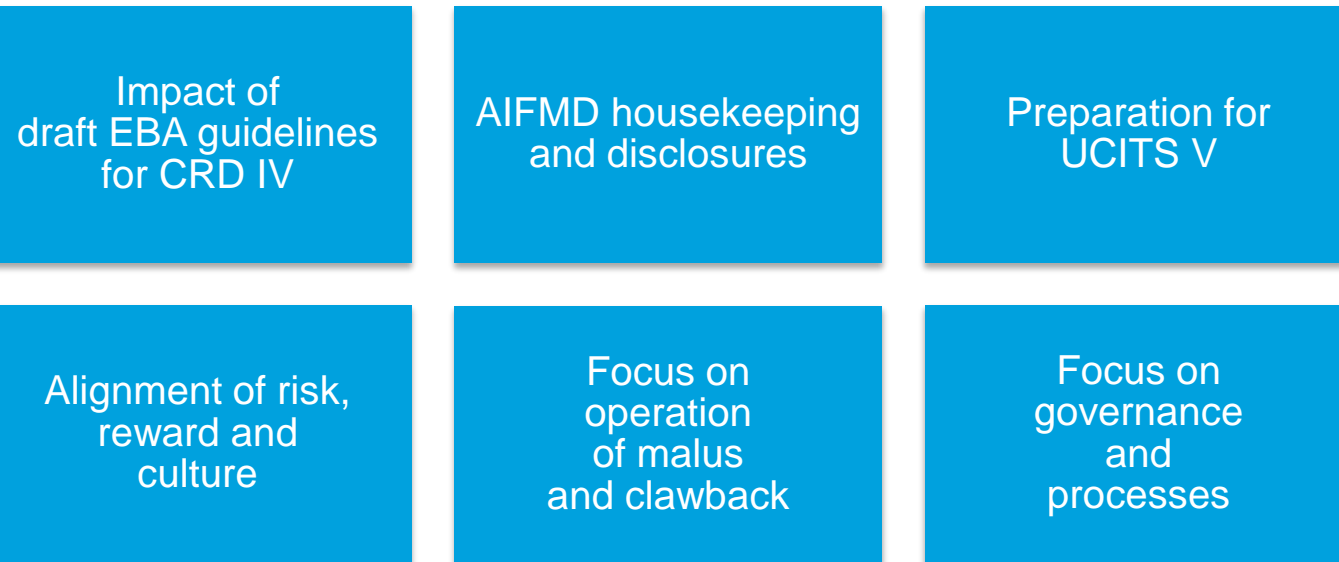 Impact of
draft EBA guidelines
for CRD IV
AIFMD housekeeping
and disclosures
Preparation for
UCITS V
Alignment of risk,
reward and
culture
Focus on
operation
of malus
and clawback
Focus on
governance
and
processes